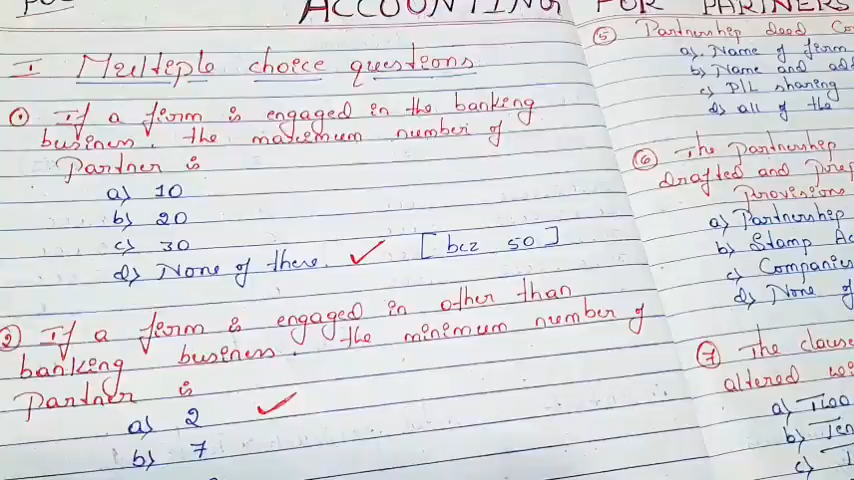 ACCOUNTING FOR PARTNERS
I Multiple choice questions
① If a firm is engaged in the banking
business. the maximum number of
Partner is
a) 10
b) 20
c) 30
d) None of there. ✓ [bcz 50]
② If a firm is engaged in other than
banking business. the minimum number of
Partner is
a) 2 ✓
b) 7
⑤ Partnership deed
a) Name of firm
b) Name and
c) P/L sharing
d) all of the
⑥ The Partnership
drafted and
Provisions
a) Partnership
b) Stamp
c) Companies
d) None of
⑦ The clause
altered
a) Two
b) Ten
c)